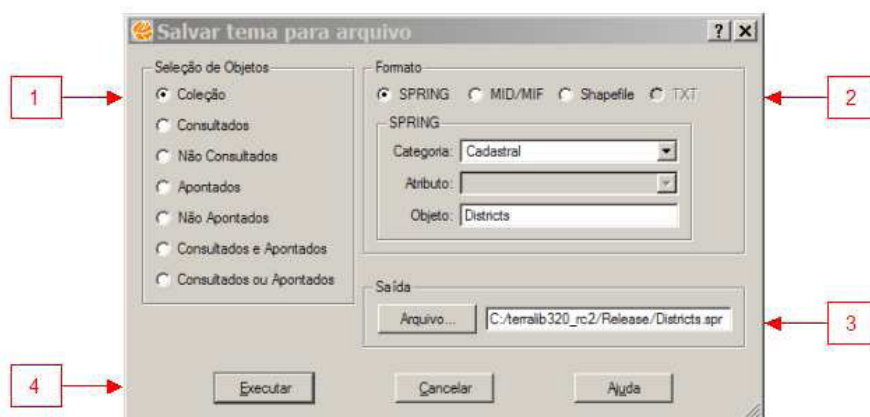 Salvar tema para arquivo
Seleção de Objetos
1
Coleção
Consultados
Não Consultados
Apontados
Não Apontados
Consultados e Apontados
Consultados ou Apontados
Formato
SPRING MID/MIF Shapefile TXT
2
SPRING
Categoria: Cadastral
Atributo:
Objeto: Districts
Saída
Arquivo... C:/terralib320_rc2/Release/Districts.spr
3
4
Executar Cancelar Ajuda